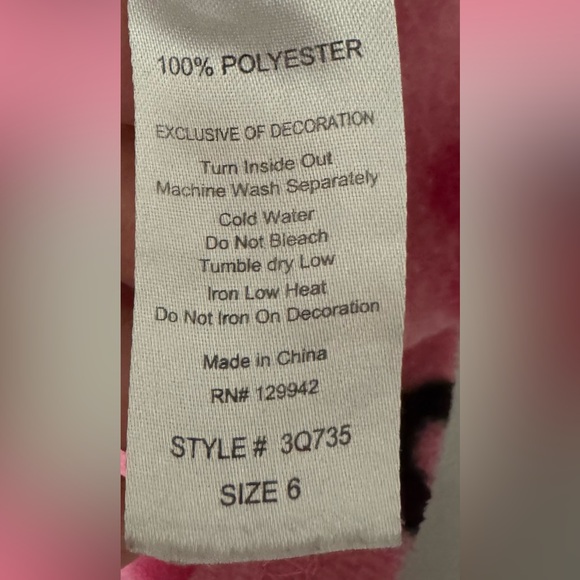 100% POLYESTER
EXCLUSIVE OF DECORATION
Turn Inside Out
Machine Wash Separately
Cold Water
Do Not Bleach
Tumble dry Low
Iron Low Heat
Do Not Iron On Decoration
Made in China
RN# 129942
STYLE # 3Q735
SIZE 6